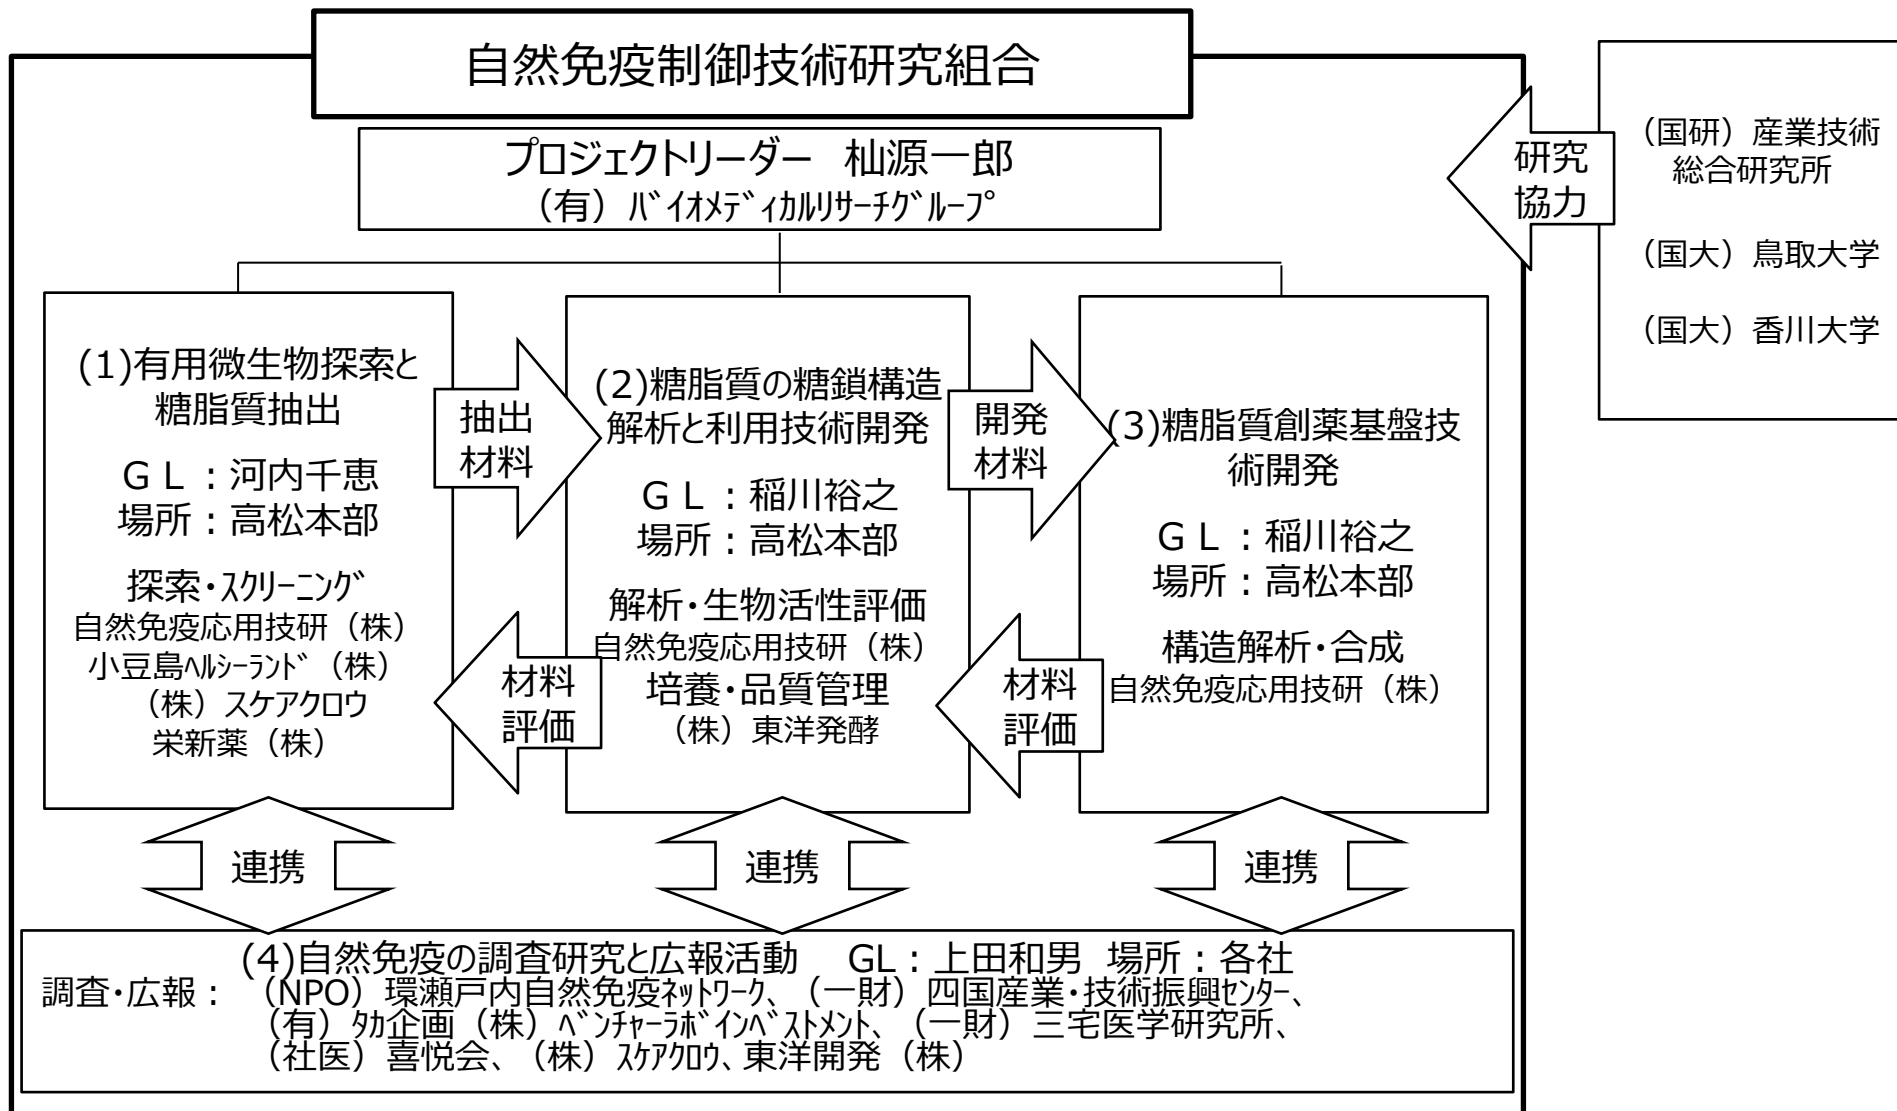 自然免疫制御技術研究組合
プロジェクトリーダー 杣源一郎
（有）ﾊﾞｲｵﾒﾃﾞｨｶﾙﾘｻｰﾁｸﾞﾙｰﾌﾟ
研究
協力
（国研）産業技術
総合研究所
（国大）鳥取大学
（国大）香川大学
(1)有用微生物探索と
糖脂質抽出
ＧＬ：河内千恵
場所：高松本部
探索・ｽｸﾘｰﾆﾝｸﾞ
自然免疫応用技研（株）
小豆島ﾍﾙｼｰﾗﾝﾄﾞ（株）
（株）スケアクロウ
栄新薬（株）
抽出
材料
材料
評価
(2)糖脂質の糖鎖構造
解析と利用技術開発
ＧＬ：稲川裕之
場所：高松本部
解析・生物活性評価
自然免疫応用技研（株）
培養・品質管理
（株）東洋発酵
開発
材料
材料
評価
(3)糖脂質創薬基盤技
術開発
ＧＬ：稲川裕之
場所：高松本部
構造解析・合成
自然免疫応用技研（株）
連携
連携
連携
(4)自然免疫の調査研究と広報活動 GL：上田和男 場所：各社
調査・広報：（NPO）環瀬戸内自然免疫ﾈｯﾄﾜｰｸ、（一財）四国産業・技術振興ｾﾝﾀｰ、
（有）ﾀｶ企画（株）ﾍﾞﾝﾁｬｰﾗﾎﾞｲﾝﾍﾞｽﾄﾒﾝﾄ、（一財）三宅医学研究所、
（社医）喜悦会、（株）ｽｹｱｸﾛｳ、東洋開発（株）